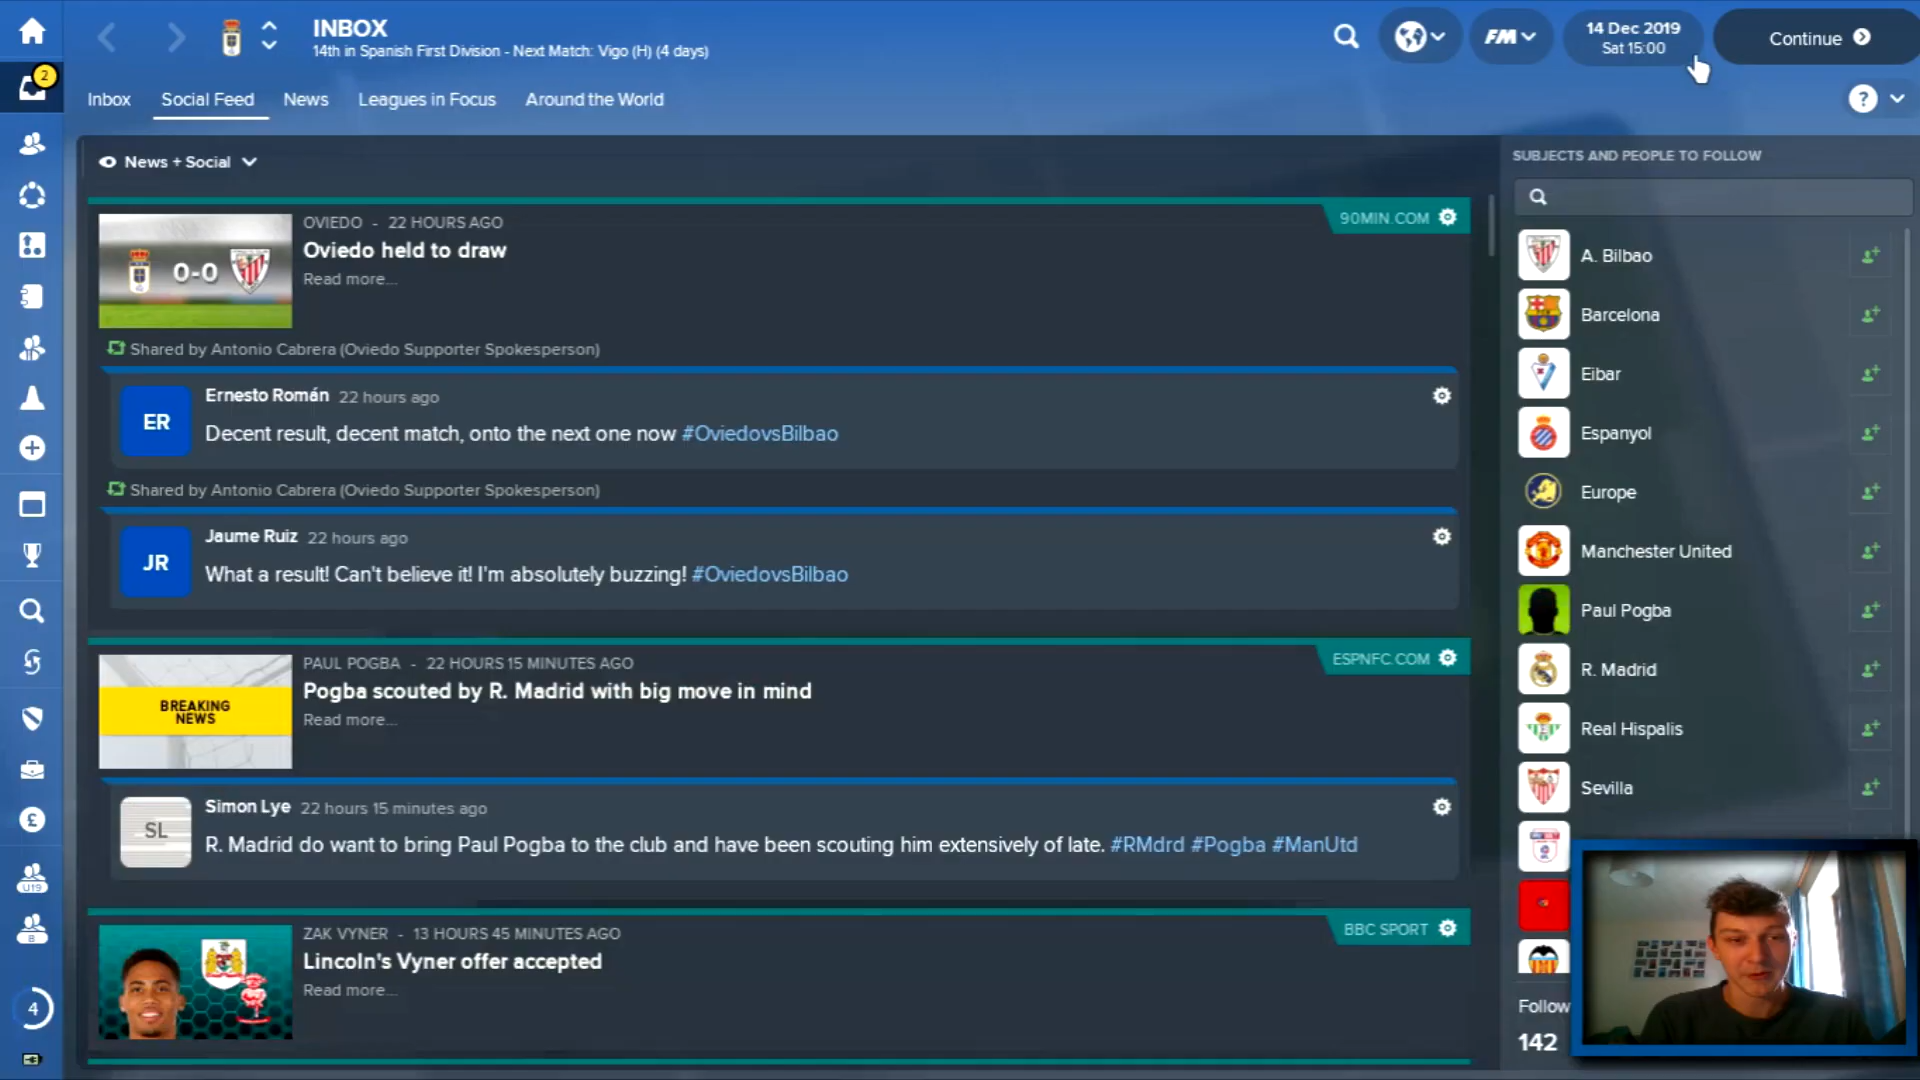 INBOX
14th in Spanish First Division - Next Match: Vigo (H) (4 days)
FM
14 Dec 2019
Sat 15:00
Continue
2
Inbox
Social Feed
News
Leagues in Focus
Around the World
?
News + Social
SUBJECTS AND PEOPLE TO FOLLOW
OVIEDO - 22 HOURS AGO
90MIN.COM
Oviedo held to draw
0-0
Read more...
Shared by Antonio Cabrera (Oviedo Supporter Spokesperson)
ER
Ernesto Román 22 hours ago
Decent result, decent match, onto the next one now #OviedovsBilbao
Shared by Antonio Cabrera (Oviedo Supporter Spokesperson)
JR
Jaume Ruiz 22 hours ago
What a result! Can't believe it! I'm absolutely buzzing! #OviedovsBilbao
PAUL POGBA - 22 HOURS 15 MINUTES AGO
ESPNFC.COM
Pogba scouted by R. Madrid with big move in mind
BREAKING
NEWS
Read more...
SL
Simon Lye 22 hours 15 minutes ago
R. Madrid do want to bring Paul Pogba to the club and have been scouting him extensively of late. #RMdrd #Pogba #ManUtd
ZAK VYNER - 13 HOURS 45 MINUTES AGO
BBC SPORT
Lincoln's Vyner offer accepted
Read more...
A. Bilbao
Barcelona
Eibar
Espanyol
Europe
Manchester United
Paul Pogba
R. Madrid
Real Hispalis
Sevilla
Follow
142
£
U19
B
4